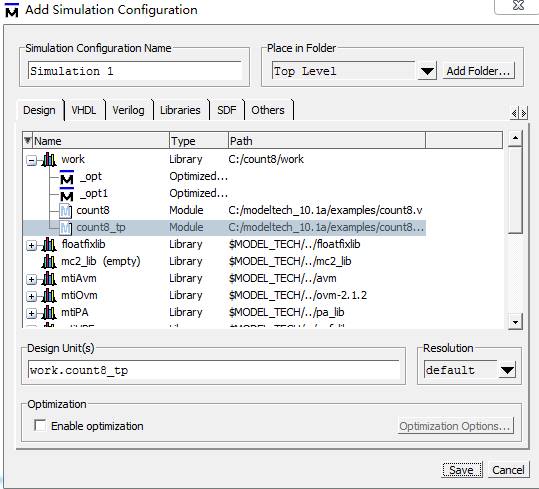 Add Simulation Configuration
Simulation Configuration Name
Place in Folder
Simulation 1
Top Level
Add Folder...
Design VHDL Verilog Libraries SDF Others
Name Type Path
work Library C:/count8/work
_opt Optimized...
_opt1 Optimized...
count8 Module C:/modeltech_10.1a/examples/count8.v
count8_tp Module C:/modeltech_10.1a/examples/count8...
floatfixlib Library $MODEL_TECH/../floatfixlib
mc2_lib (empty) Library $MODEL_TECH/../mc2_lib
mtiAvm Library $MODEL_TECH/../avm
mtiOvm Library $MODEL_TECH/../ovm-2.1.2
mtiPA Library $MODEL_TECH/../pa_lib
Design Unit(s)
Resolution
work.count8_tp
default
Optimization
Enable optimization
Optimization Options...
Save
Cancel